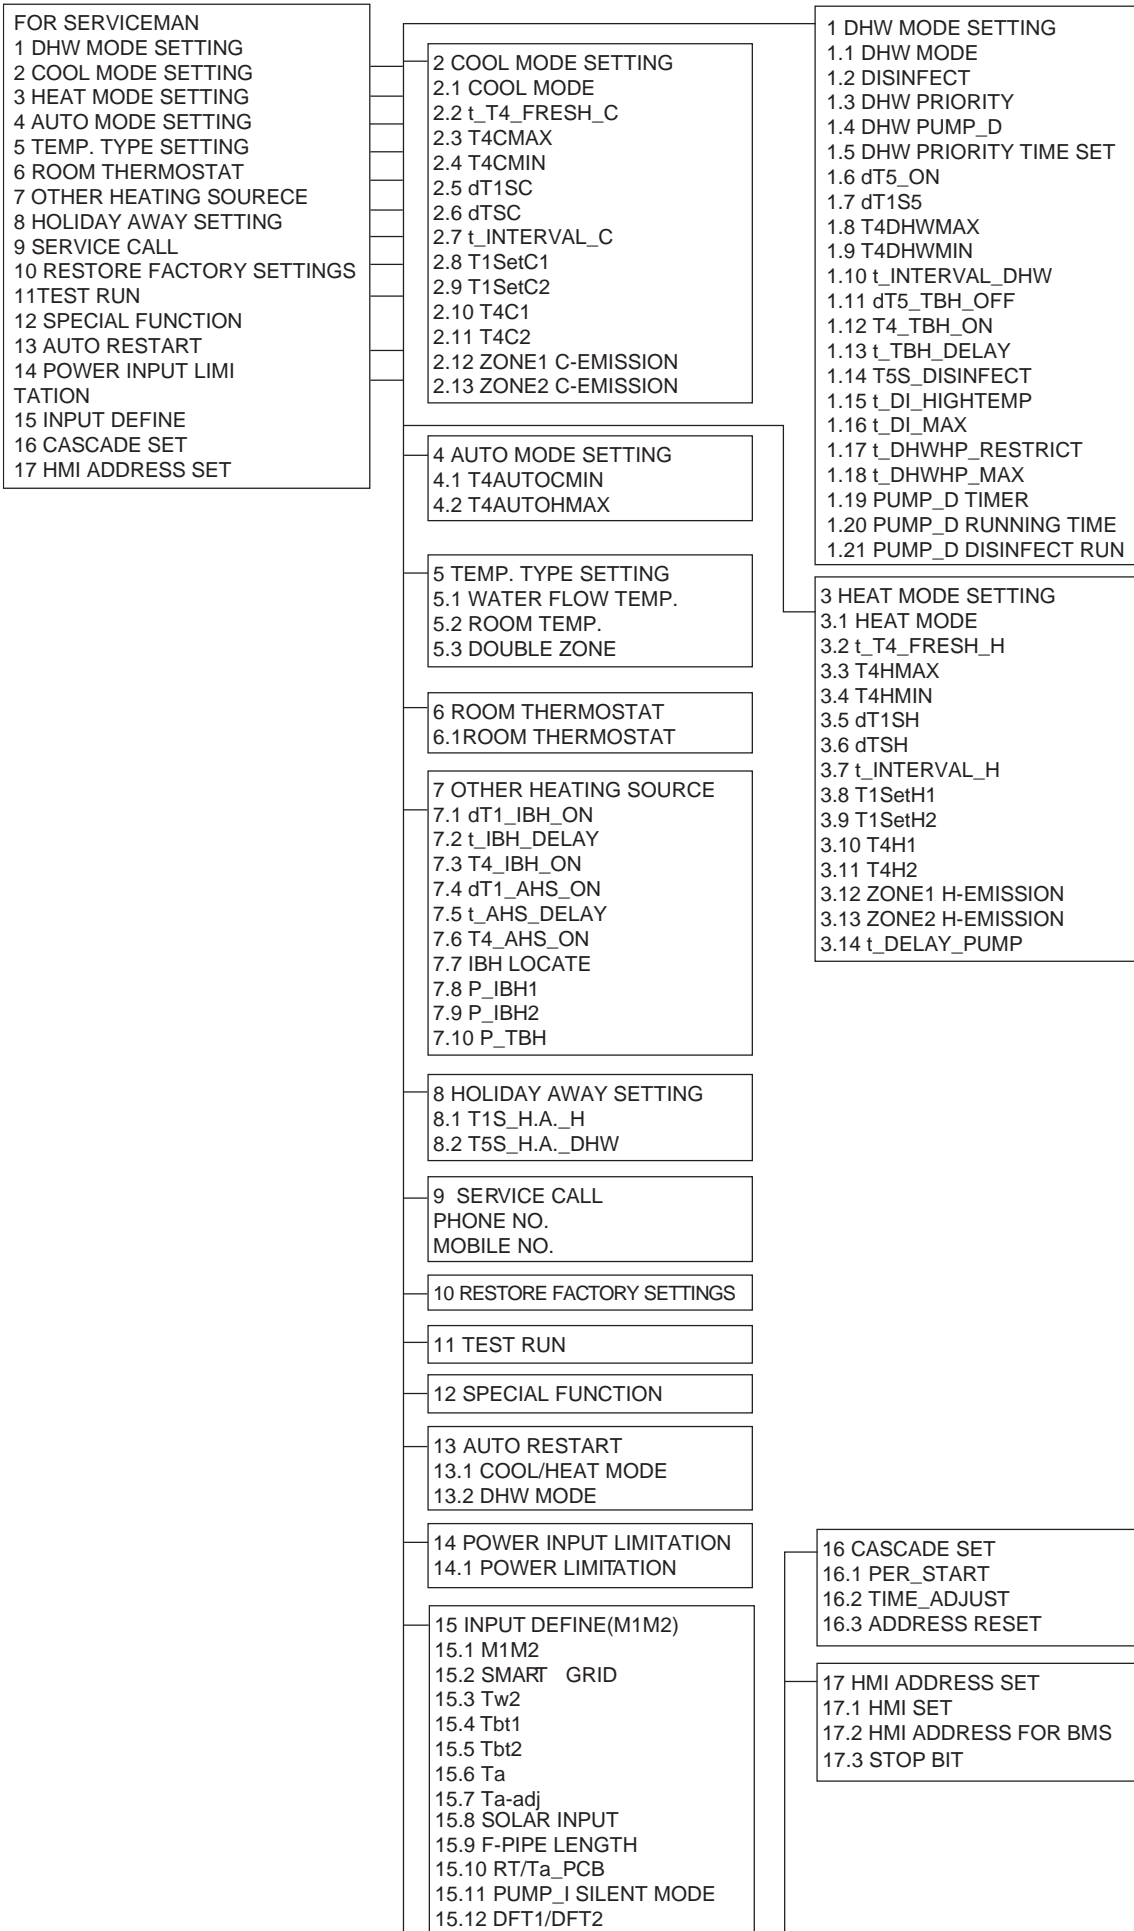 FOR SERVICEMAN
1 DHW MODE SETTING
2 COOL MODE SETTING
3 HEAT MODE SETTING
4 AUTO MODE SETTING
5 TEMP. TYPE SETTING
6 ROOM THERMOSTAT
7 OTHER HEATING SOURECE
8 HOLIDAY AWAY SETTING
9 SERVICE CALL
10 RESTORE FACTORY SETTINGS
11TEST RUN
12 SPECIAL FUNCTION
13 AUTO RESTART
14 POWER INPUT LIMI
TATION
15 INPUT DEFINE
16 CASCADE SET
17 HMI ADDRESS SET
1 DHW MODE SETTING
1.1 DHW MODE
1.2 DISINFECT
1.3 DHW PRIORITY
1.4 DHW PUMP_D
1.5 DHW PRIORITY TIME SET
1.6 dT5_ON
1.7 dT1S5
1.8 T4DHWMAX
1.9 T4DHWMIN
1.10 t_INTERVAL_DHW
1.11 dT5_TBH_OFF
1.12 T4_TBH_ON
1.13 t_TBH_DELAY
1.14 T5S_DISINFECT
1.15 t_DI_HIGHTEMP
1.16 t_DI_MAX
1.17 t_DHWHP_RESTRICT
1.18 t_DHWHP_MAX
1.19 PUMP_D TIMER
1.20 PUMP_D RUNNING TIME
1.21 PUMP_D DISINFECT RUN
2 COOL MODE SETTING
2.1 COOL MODE
2.2 t_T4_FRESH_C
2.3 T4CMAX
2.4 T4CMIN
2.5 dT1SC
2.6 dTSC
2.7 t_INTERVAL_C
2.8 T1SetC1
2.9 T1SetC2
2.10 T4C1
2.11 T4C2
2.12 ZONE1 C-EMISSION
2.13 ZONE2 C-EMISSION
3 HEAT MODE SETTING
3.1 HEAT MODE
3.2 t_T4_FRESH_H
3.3 T4HMAX
3.4 T4HMIN
3.5 dT1SH
3.6 dTSH
3.7 t_INTERVAL_H
3.8 T1SetH1
3.9 T1SetH2
3.10 T4H1
3.11 T4H2
3.12 ZONE1 H-EMISSION
3.13 ZONE2 H-EMISSION
3.14 t_DELAY_PUMP
4 AUTO MODE SETTING
4.1 T4AUTOCMIN
4.2 T4AUTOHMAX
5 TEMP. TYPE SETTING
5.1 WATER FLOW TEMP.
5.2 ROOM TEMP.
5.3 DOUBLE ZONE
6 ROOM THERMOSTAT
6.1ROOM THERMOSTAT
7 OTHER HEATING SOURCE
7.1 dT1_IBH_ON
7.2 t_IBH_DELAY
7.3 T4_IBH_ON
7.4 dT1_AHS_ON
7.5 t_AHS_DELAY
7.6 T4_AHS_ON
7.7 IBH LOCATE
7.8 P_IBH1
7.9 P_IBH2
7.10 P_TBH
8 HOLIDAY AWAY SETTING
8.1 T1S_H.A._H
8.2 T5S_H.A._DHW
9 SERVICE CALL
PHONE NO.
MOBILE NO.
10 RESTORE FACTORY SETTINGS
11 TEST RUN
12 SPECIAL FUNCTION
13 AUTO RESTART
13.1 COOL/HEAT MODE
13.2 DHW MODE
14 POWER INPUT LIMITATION
14.1 POWER LIMITATION
15 INPUT DEFINE(M1M2)
15.1 M1M2
15.2 SMART GRID
15.3 Tw2
15.4 Tbt1
15.5 Tbt2
15.6 Ta
15.7 Ta-adj
15.8 SOLAR INPUT
15.9 F-PIPE LENGTH
15.10 RT/Ta_PCB
15.11 PUMP_I SILENT MODE
15.12 DFT1/DFT2
16 CASCADE SET
16.1 PER_START
16.2 TIME_ADJUST
16.3 ADDRESS RESET
17 HMI ADDRESS SET
17.1 HMI SET
17.2 HMI ADDRESS FOR BMS
17.3 STOP BIT